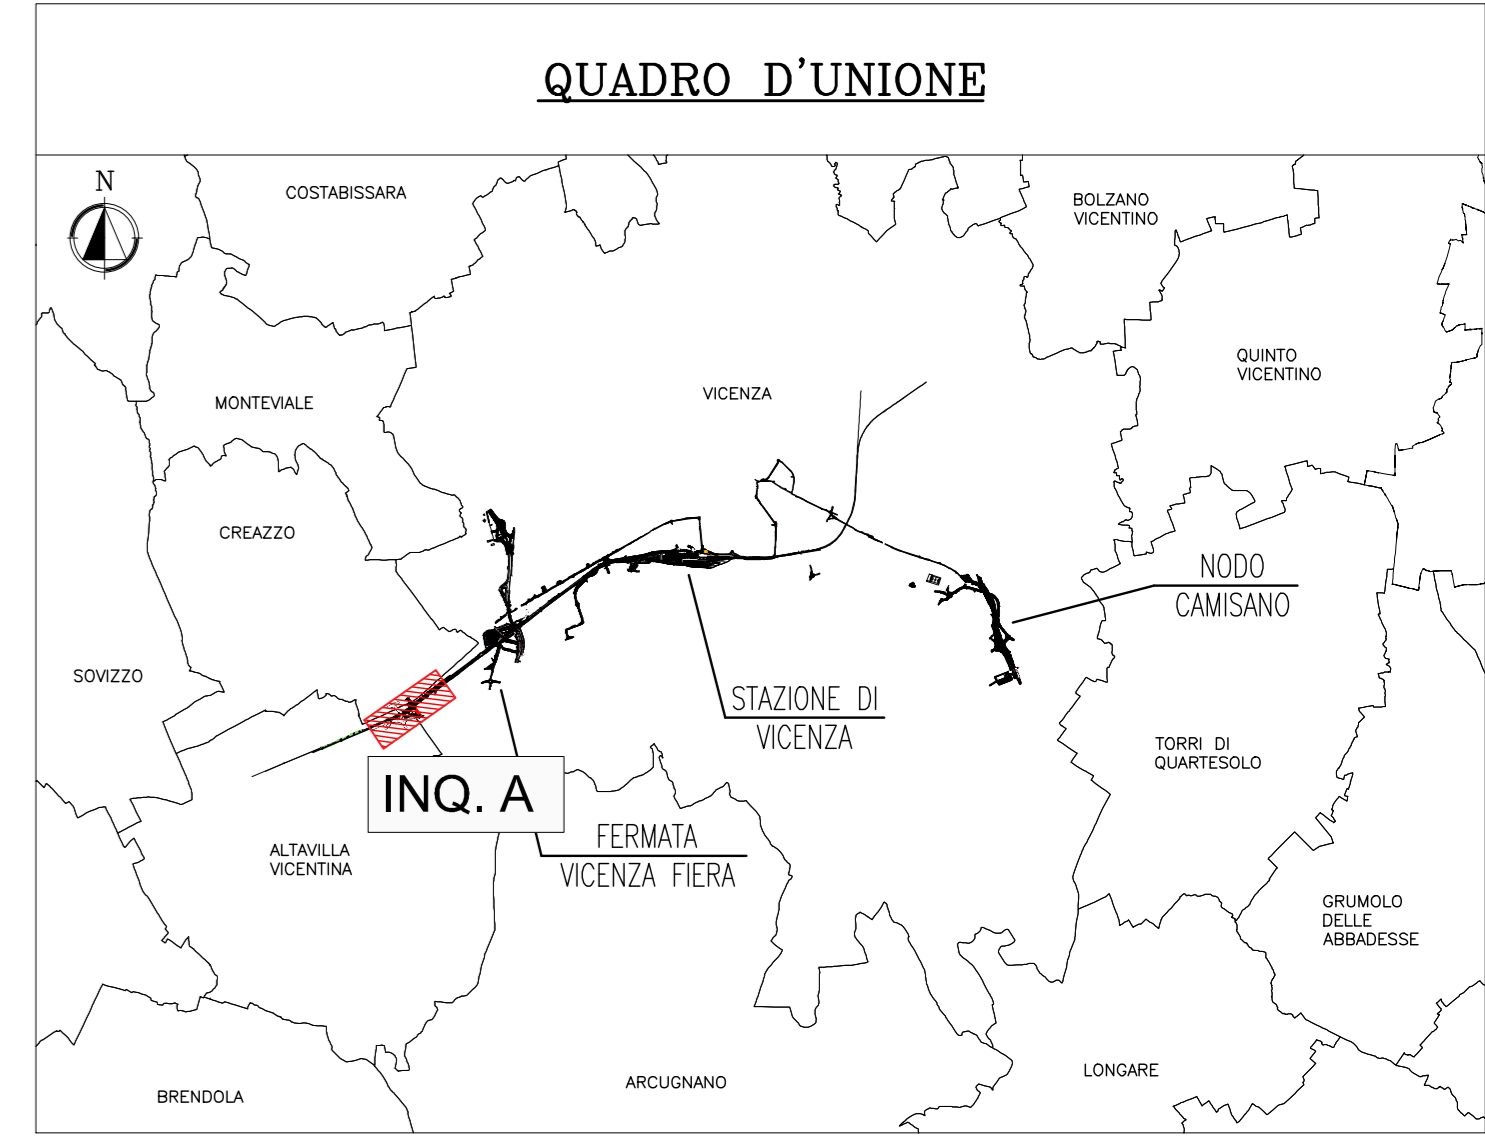 QUADRO D'UNIONE
N
COSTABISSARA
BOLZANO
VICENTINO
QUINTO
VICENTINO
VICENZA
MONTEVIALE
CREAZZO
NODO
CAMISANO
SOVIZZO
STAZIONE DI
VICENZA
TORRI DI
QUARTESOLO
INQ. A
FERMATA
VICENZA FIERA
ALTAVILLA
VICENTINA
GRUMOLO
DELLE
ABBADESSE
LONGARE
ARCUGNANO
BRENDOLA